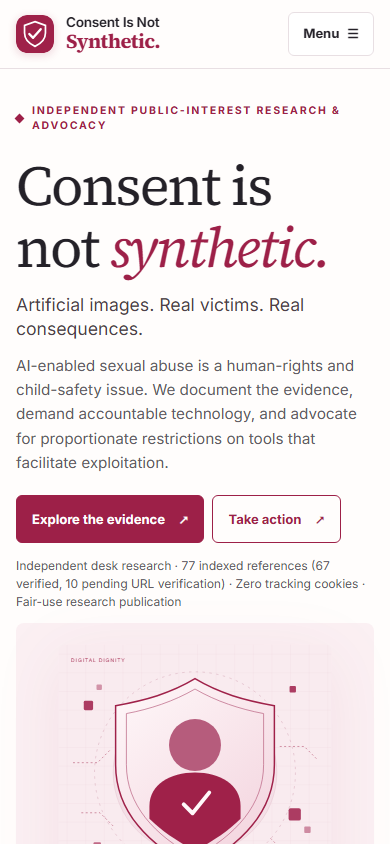 Consent Is Not
Synthetic.
Menu ☰
INDEPENDENT PUBLIC-INTEREST RESEARCH &
ADVOCACY
Consent is
not synthetic.
Artificial images. Real victims. Real
consequences.
AI-enabled sexual abuse is a human-rights and
child-safety issue. We document the evidence,
demand accountable technology, and advocate
for proportionate restrictions on tools that
facilitate exploitation.
Explore the evidence ↗
Take action ↗
Independent desk research · 77 indexed references (67
verified, 10 pending URL verification) · Zero tracking cookies ·
Fair-use research publication
DIGITAL DIGNITY